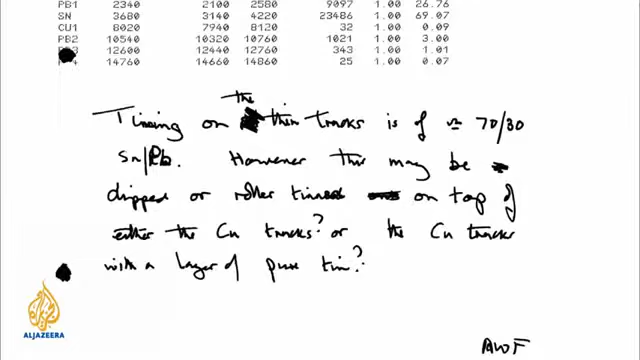 PB1 2340 2100 2580 9097 1.00 26.76
SN 3680 3140 4220 23486 1.00 69.07
CU1 8020 7940 8120 32 1.00 0.09
PB2 10540 10320 10760 1021 1.00 3.00
12600 12440 12760 343 1.00 1.01
14760 14660 14860 25 1.00 0.07
the
Tinning on thin tracks is of ≃ 70/30
Sn/Pb. However this may be
dipped or roller tinned on top of
either the Cu tracks? or the Cu tracks
with a layer of pure tin?
ALJAZEERA
AWF